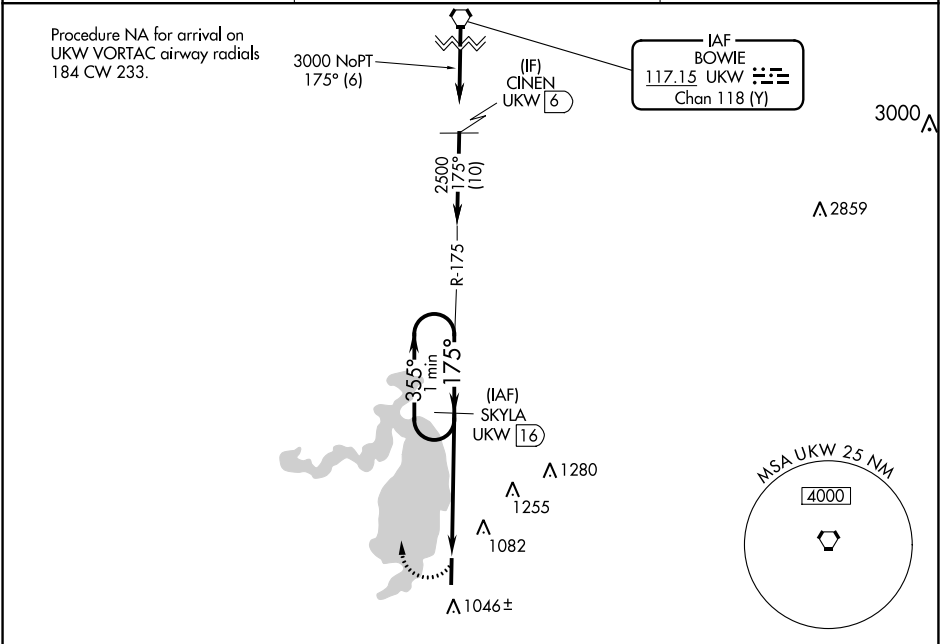 Procedure NA for arrival on
UKW VORTAC airway radials
184 CW 233.
3000 NoPT
175° (6)
(IF)
CINEN
UKW 6
IAF
BOWIE
117.15 UKW
Chan 118 (Y)
3000
2859
2500
175°
(10)
R-175
355°
1 min
175°
(IAF)
SKYLA
UKW 16
1280
1255
1082
1046±
MSA UKW 25 NM
4000